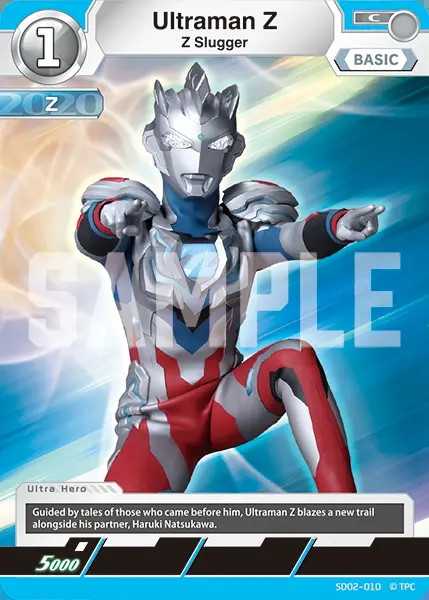 1
Ultraman Z
Z Slugger
C
BASIC
2020
Z
SAMPLE
Ultra Hero
Guided by tales of those who came before him, Ultraman Z blazes a new trail
alongside his partner, Haruki Natsukawa.
5000
SD02-010 © TPC